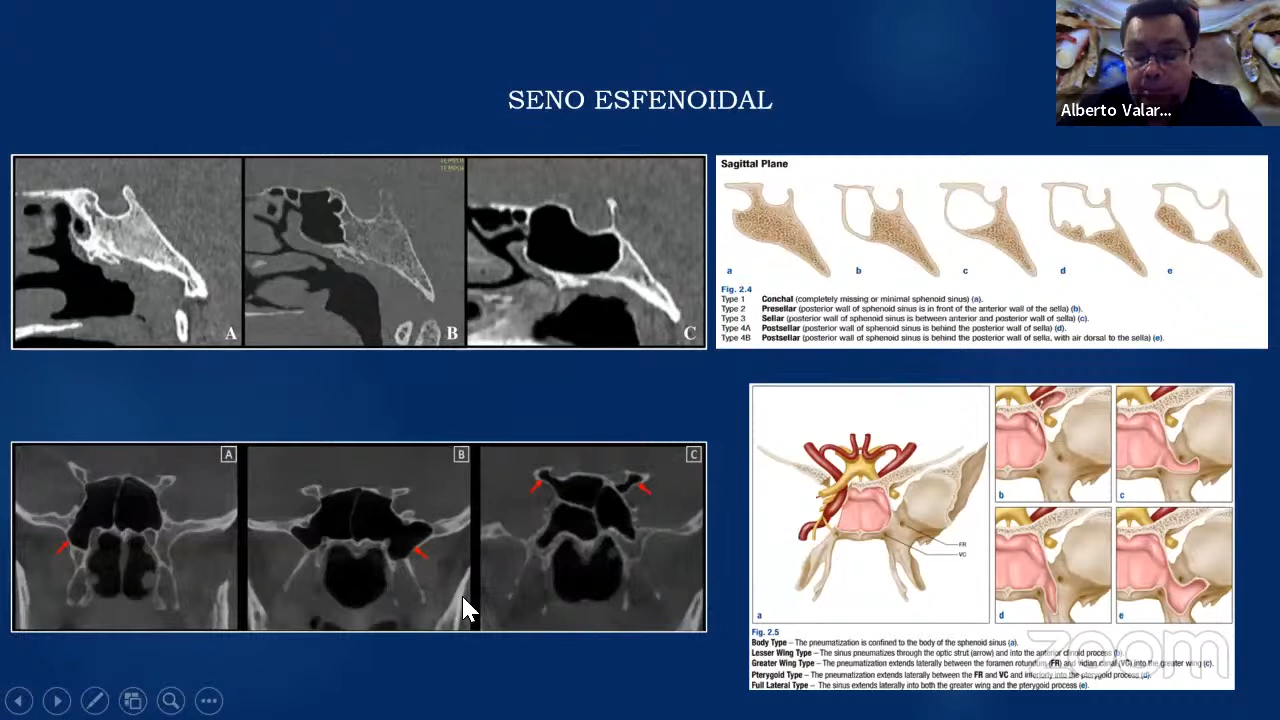 Alberto Valar...
SENO ESFENOIDAL
A
B
C
Sagittal Plane
a
b
c
d
e
Fig. 2.4
Type 1 Conchal (completely missing or minimal sphenoid sinus) (a).
Type 2 Presellar (posterior wall of sphenoid sinus is in front of the anterior wall of the sella) (b).
Type 3 Sellar (posterior wall of sphenoid sinus is between anterior and posterior wall of sella) (c).
Type 4A Postsellar (posterior wall of sphenoid sinus is behind the posterior wall of sella) (d).
Type 4B Postsellar (posterior wall of sphenoid sinus is behind the posterior wall of sella, with air dorsal to the sella) (e).
A
B
C
FR
VC
a
b
c
d
e
Fig. 2.5
Body Type – The pneumatization is confined to the body of the sphenoid sinus (a).
Lesser Wing Type – The sinus pneumatizes through the optic strut (arrow) and into the anterior clinoid process (b).
Greater Wing Type – The pneumatization extends laterally between the foramen rotundum (FR) and vidian canal (VC) into the greater wing (c).
Pterygoid Type – The pneumatization extends laterally between the FR and VC and inferiorly into the pterygoid process (d).
Full Lateral Type – The sinus extends laterally into both the greater wing and the pterygoid process (e).
zoom